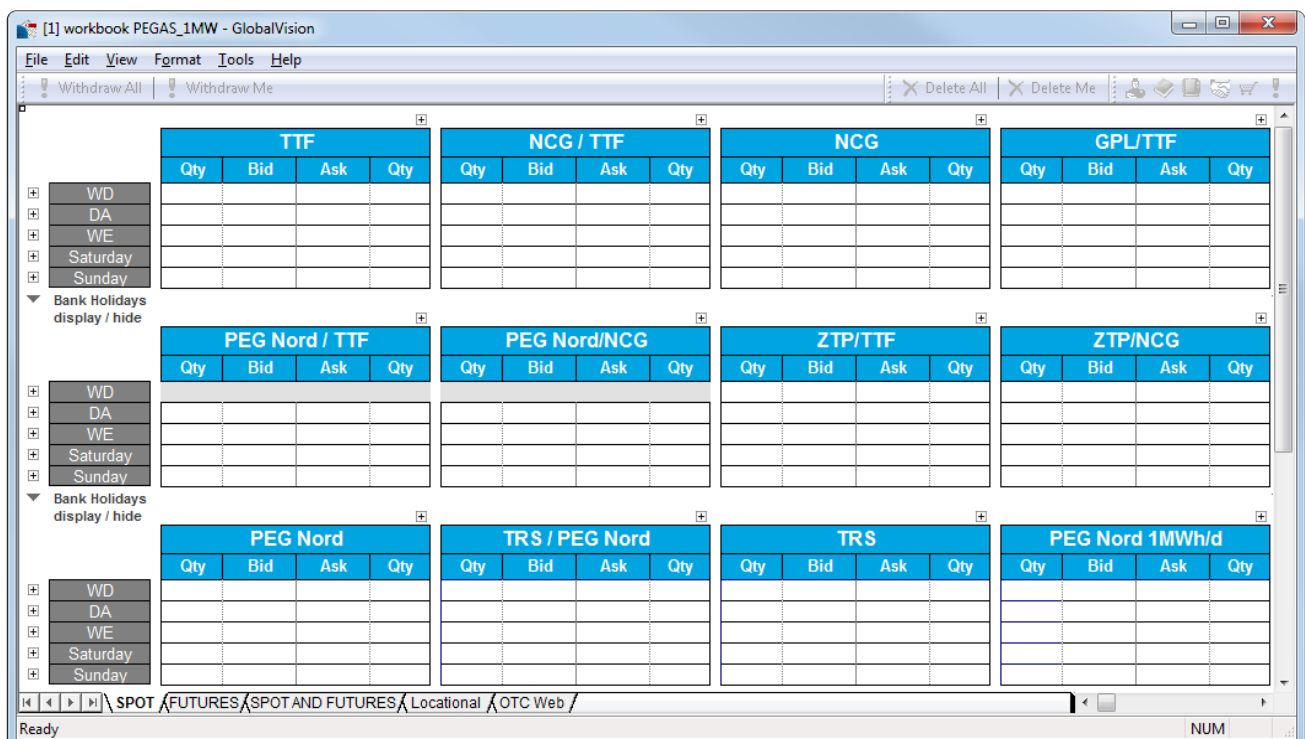 [1] workbook PEGAS_1MW - GlobalVision
File Edit View Format Tools Help
Withdraw All Withdraw Me Delete All Delete Me
TTF NCG / TTF NCG GPL/TTF
Qty Bid Ask Qty Qty Bid Ask Qty Qty Bid Ask Qty Qty Bid Ask Qty
WD
DA
WE
Saturday
Sunday
Bank Holidays
display / hide
PEG Nord / TTF PEG Nord/NCG ZTP/TTF ZTP/NCG
Qty Bid Ask Qty Qty Bid Ask Qty Qty Bid Ask Qty Qty Bid Ask Qty
WD
DA
WE
Saturday
Sunday
Bank Holidays
display / hide
PEG Nord TRS / PEG Nord TRS PEG Nord 1MWh/d
Qty Bid Ask Qty Qty Bid Ask Qty Qty Bid Ask Qty Qty Bid Ask Qty
WD
DA
WE
Saturday
Sunday
SPOT FUTURES SPOT AND FUTURES Locational OTC Web
Ready NUM